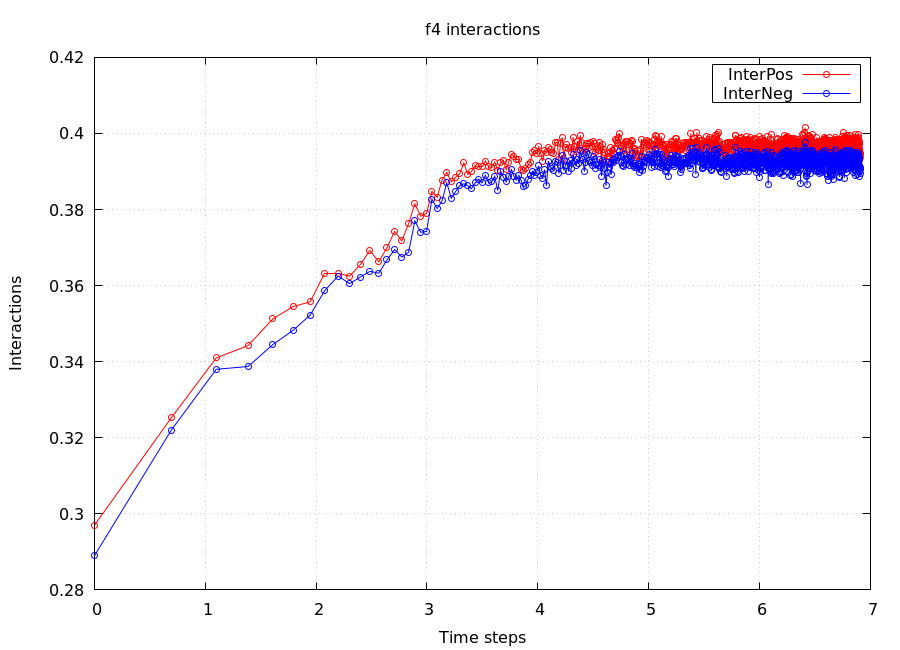 f4 interactions
0.42
0.4
0.38
0.36
0.34
0.32
0.3
0.28
0 1 2 3 4 5 6 7
Interactions
Time steps
InterPos
InterNeg